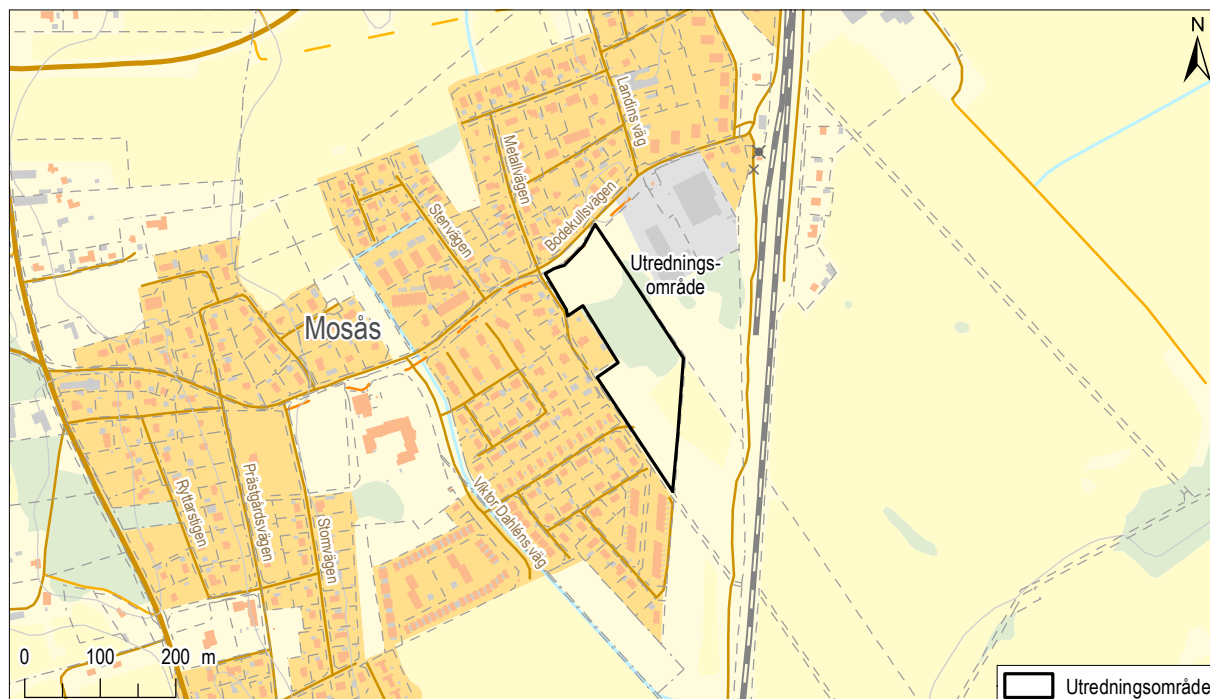 N
Landins väg
Metallvägen
Bodekullsvägen
Stenvägen
Utrednings-
område
Mosås
Viktor Dahléns väg
Ryttarstigen
Prästgårdsvägen
Stomvägen
0 100 200 m
Utredningsområde